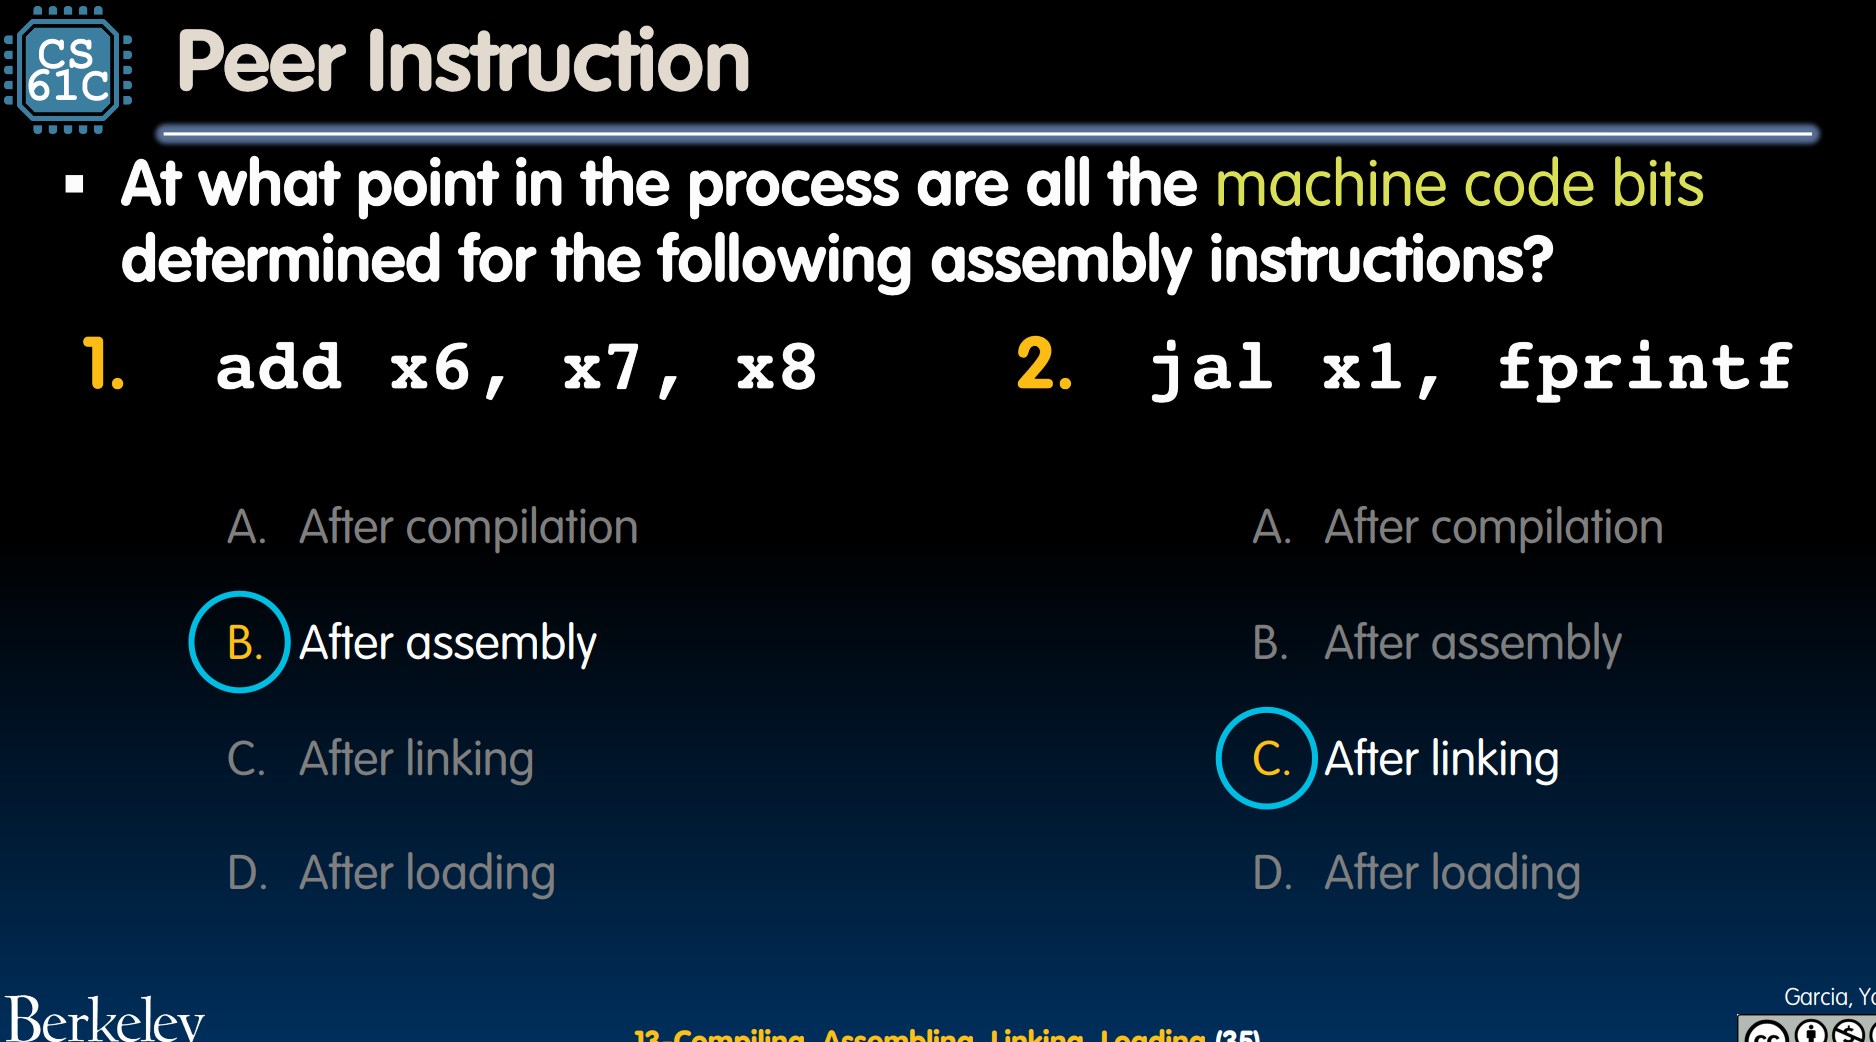 CS
61C
Peer Instruction
▪ At what point in the process are all the machine code bits
determined for the following assembly instructions?
1. add x6, x7, x8
2. jal x1, fprintf
A. After compilation
B. After assembly
C. After linking
D. After loading
A. After compilation
B. After assembly
C. After linking
D. After loading
Berkeley
13-Compiling, Assembling, Linking, Loading (35)
Garcia,
cc